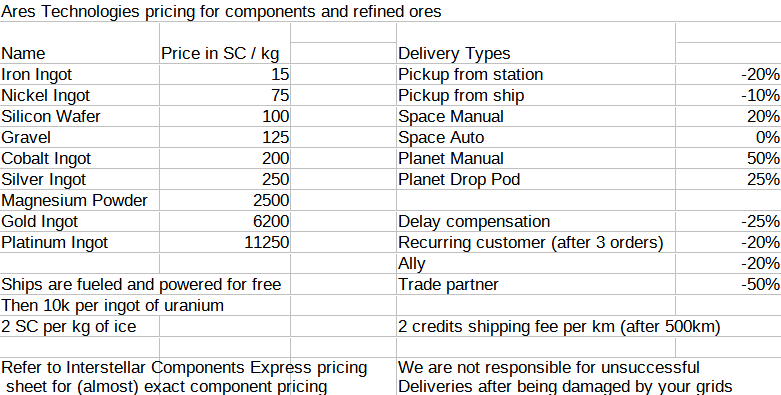 Ares Technologies pricing for components and refined ores
Name Price in SC / kg Delivery Types
Iron Ingot 15 Pickup from station -20%
Nickel Ingot 75 Pickup from ship -10%
Silicon Wafer 100 Space Manual 20%
Gravel 125 Space Auto 0%
Cobalt Ingot 200 Planet Manual 50%
Silver Ingot 250 Planet Drop Pod 25%
Magnesium Powder 2500
Gold Ingot 6200 Delay compensation -25%
Platinum Ingot 11250 Recurring customer (after 3 orders) -20%
Ally -20%
Ships are fueled and powered for free Trade partner -50%
Then 10k per ingot of uranium
2 SC per kg of ice 2 credits shipping fee per km (after 500km)
Refer to Interstellar Components Express pricing We are not responsible for unsuccessful
sheet for (almost) exact component pricing Deliveries after being damaged by your grids